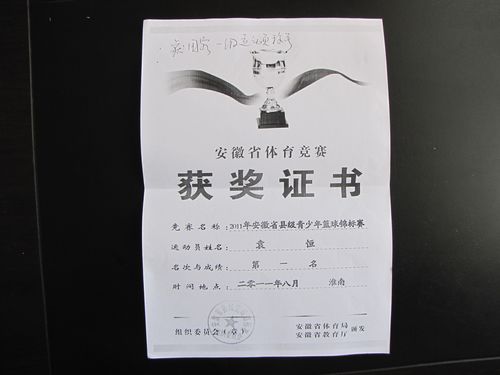 安徽省体育竞赛
获奖证书
竞赛名称：2011年安徽省县级青少年篮球锦标赛
运动员姓名：袁恒
名次与成绩：第一名
时间地点：二零一一年八月 淮南
组织委员会（章）
安徽省体育局
安徽省教育厅 颁发